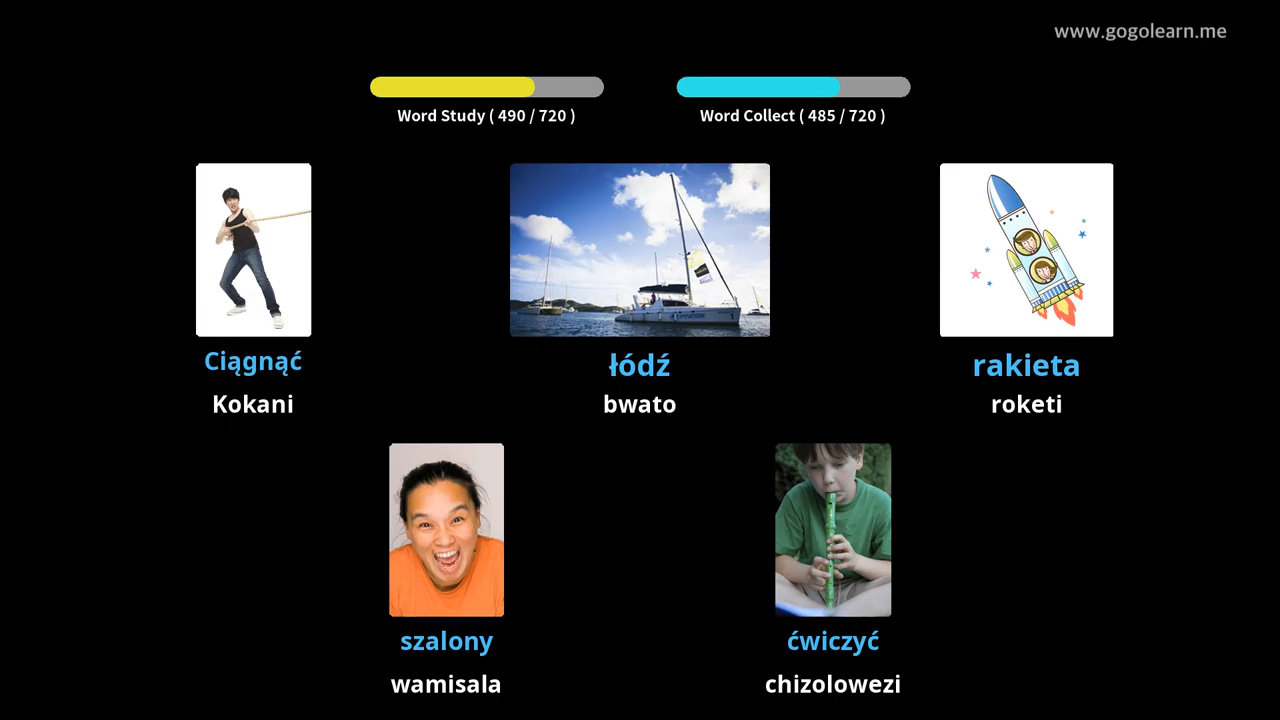 www.gogolearn.me
Word Study ( 490 / 720 )
Word Collect ( 485 / 720 )
Ciągnąć
Kokani
łódź
bwato
rakieta
roketi
szalony
wamisala
ćwiczyć
chizolowezi